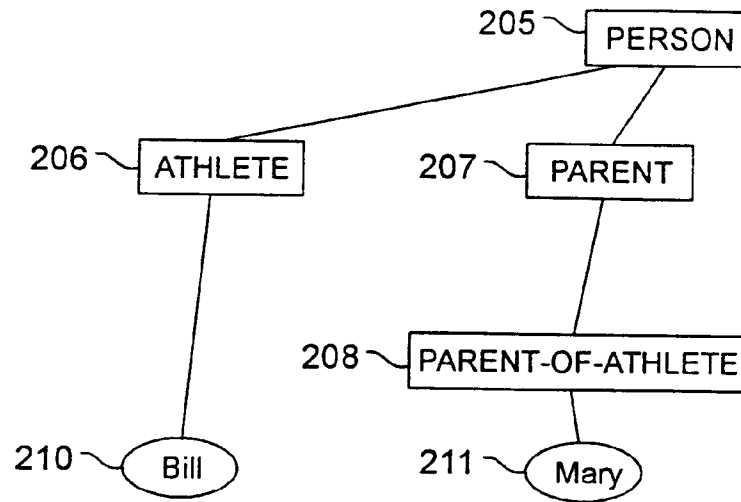 205 PERSON
206 ATHLETE
207 PARENT
208 PARENT-OF-ATHLETE
210 Bill
211 Mary